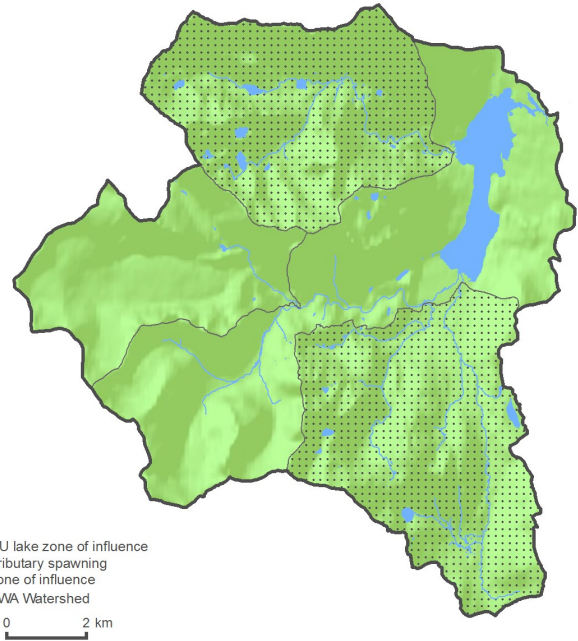 U lake zone of influence
ributary spawning
one of influence
WA Watershed
0 2 km